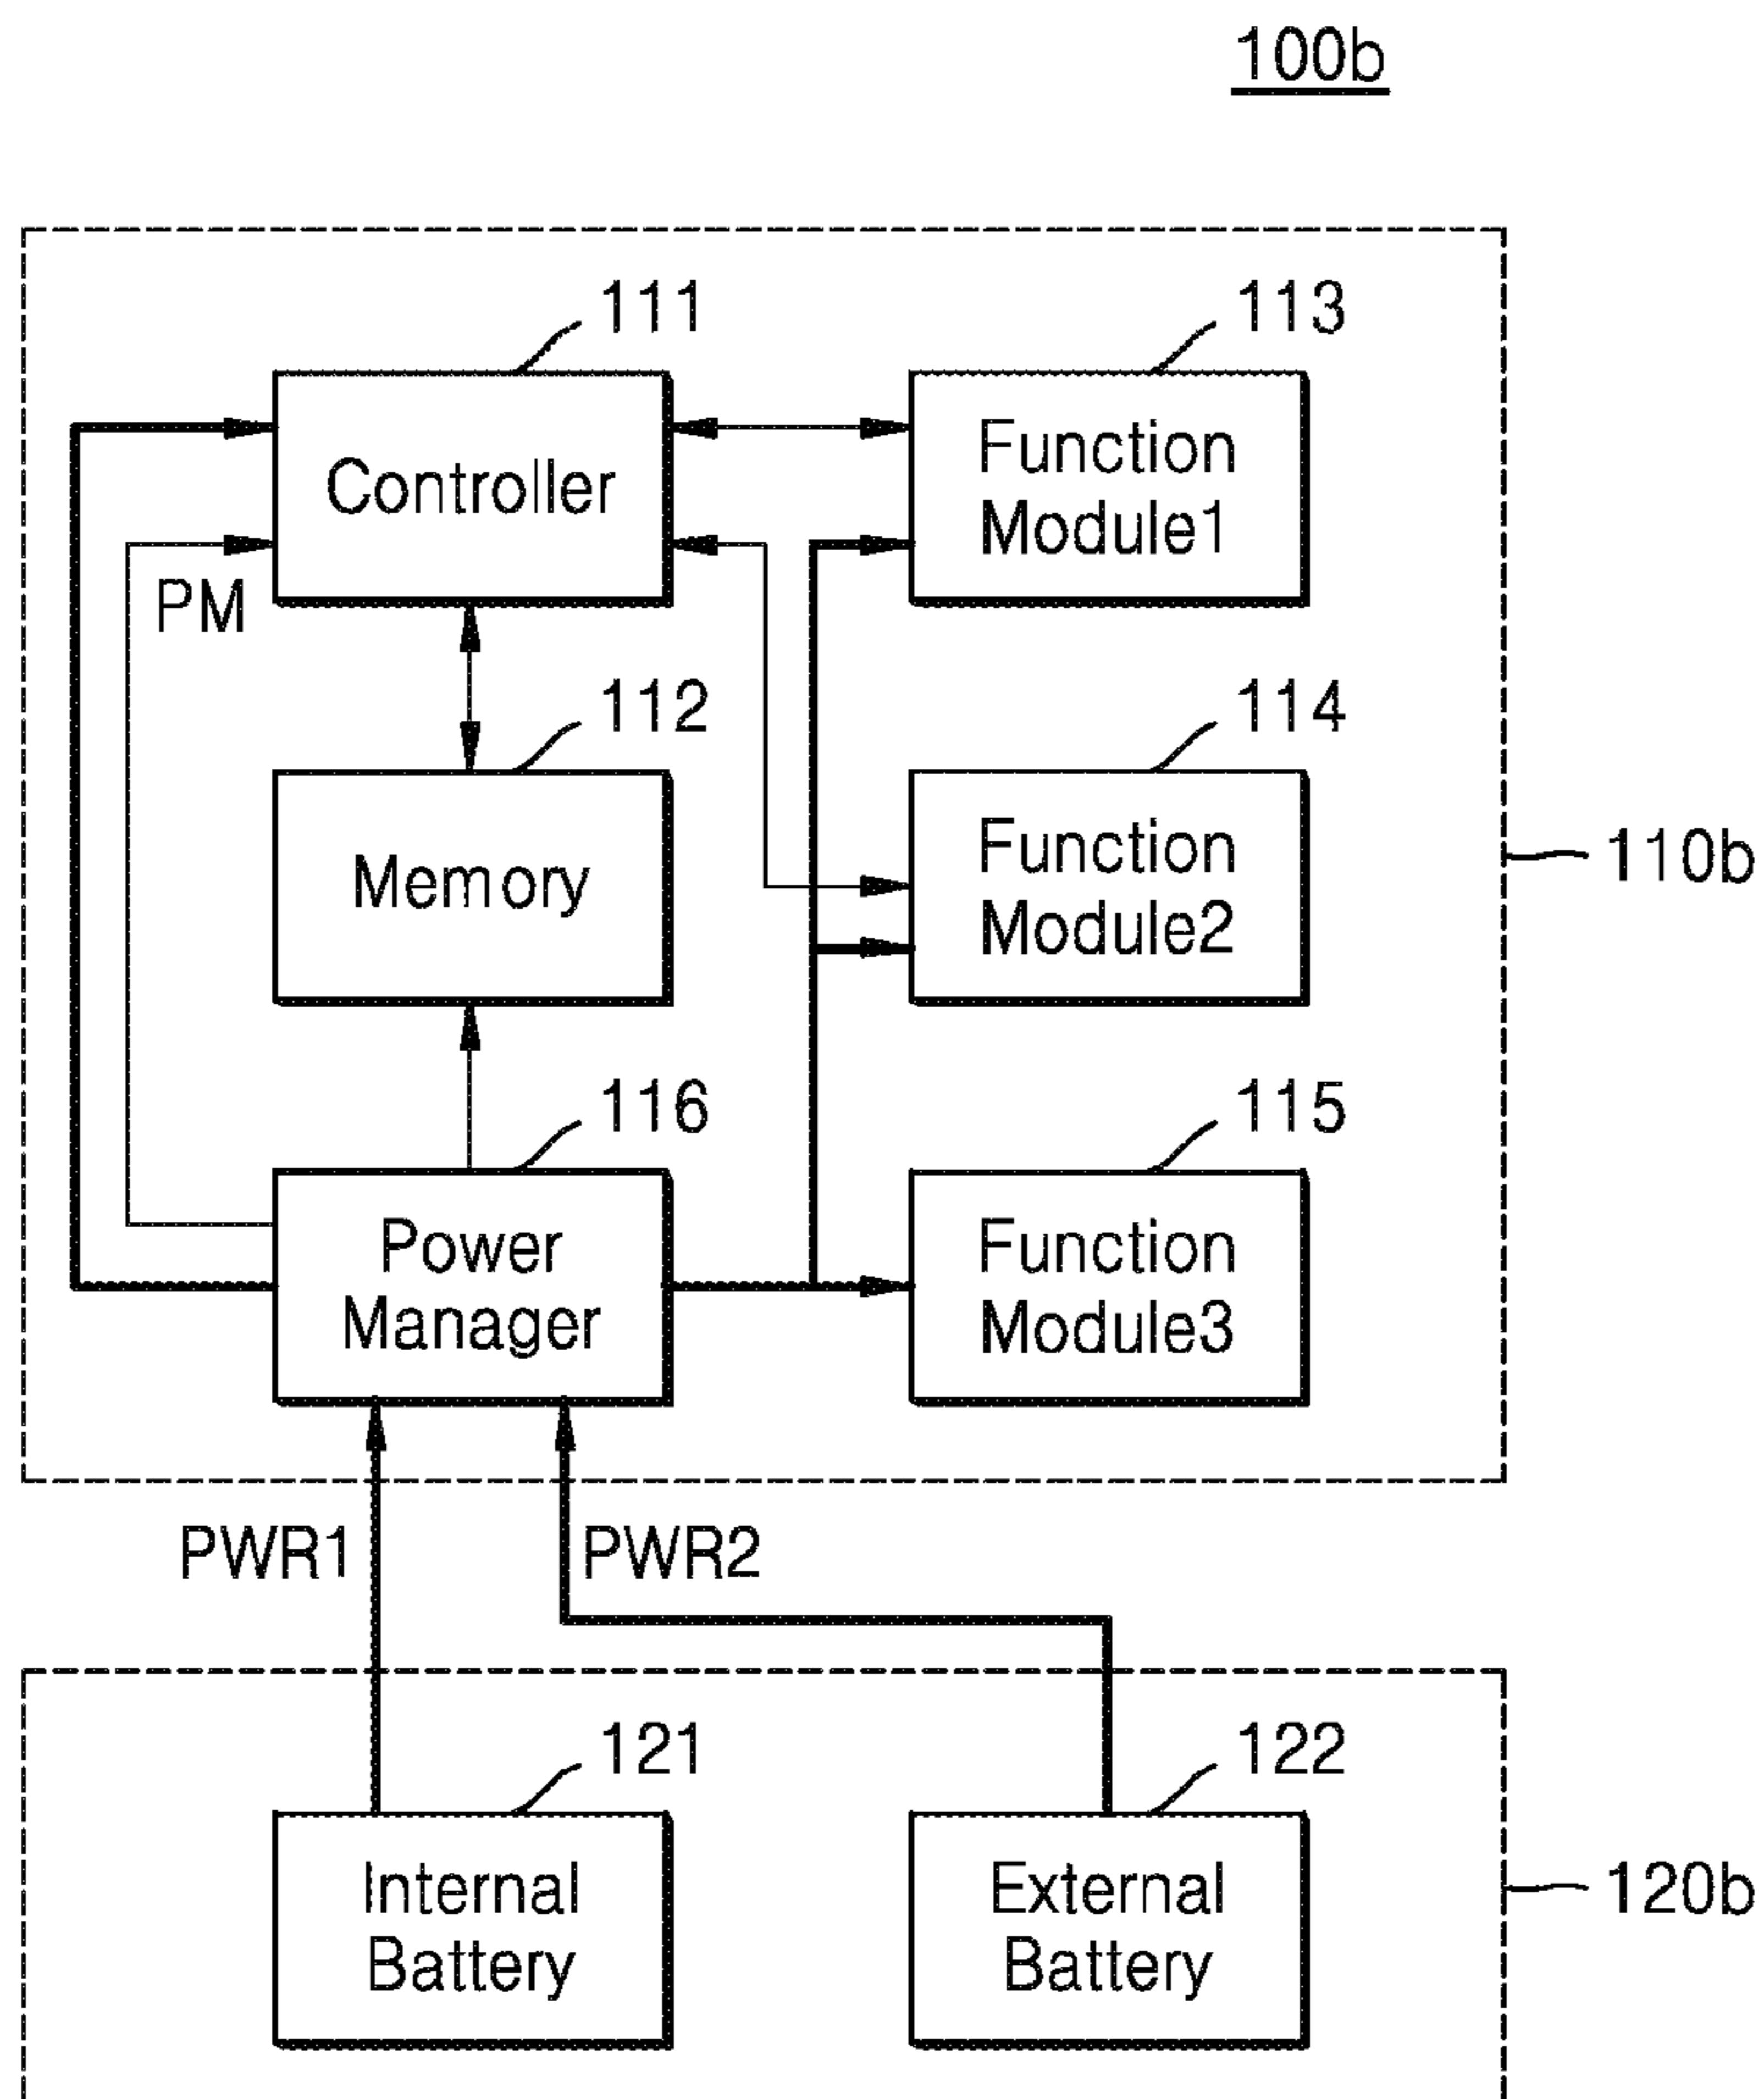 100b
111
113
Controller
Function
Module1
PM
112
114
Memory
Function
Module2
110b
116
115
Power
Manager
Function
Module3
PWR1
PWR2
121
122
Internal
Battery
External
Battery
120b